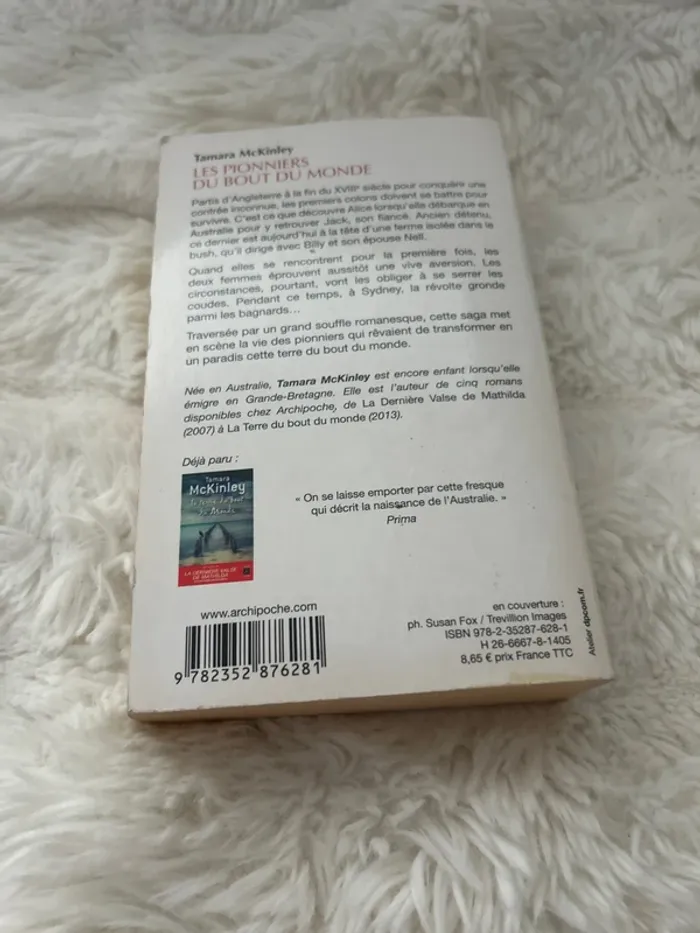 Tamara McKinley
LES PIONNIERS
DU BOUT DU MONDE
Partis d'Angleterre à la fin du XVIIIe siècle pour conquérir une
contrée inconnue, les premiers colons doivent se battre pour
survivre. C'est ce que découvre Alice lorsqu'elle débarque en
Australie pour y retrouver Jack, son fiancé. Ancien détenu,
ce dernier est aujourd'hui à la tête d'une ferme isolée dans le
bush, qu'il dirige avec Billy et son épouse Nell.
Quand elles se rencontrent pour la première fois, les
deux femmes éprouvent aussitôt une vive aversion. Les
circonstances, pourtant, vont les obliger à se serrer les
coudes. Pendant ce temps, à Sydney, la révolte gronde
parmi les bagnards…
Traversée par un grand souffle romanesque, cette saga met
en scène la vie des pionniers qui rêvaient de transformer en
un paradis cette terre du bout du monde.
Née en Australie, Tamara McKinley est encore enfant lorsqu'elle
émigre en Grande-Bretagne. Elle est l'auteur de cinq romans
disponibles chez Archipoche, de La Dernière Valse de Mathilda
(2007) à La Terre du bout du monde (2013).
Déjà paru :
Tamara
McKinley
la terre du bout
du Monde
LA DERNIÈRE VALSE
DE MATHILDA
« On se laisse emporter par cette fresque
qui décrit la naissance de l'Australie. »
Prima
www.archipoche.com
9 782352 876281
en couverture :
ph. Susan Fox / Trevillion Images
ISBN 978-2-35287-628-1
H 26-6667-8-1405
8,65 € prix France TTC
Atelier dpcom.fr